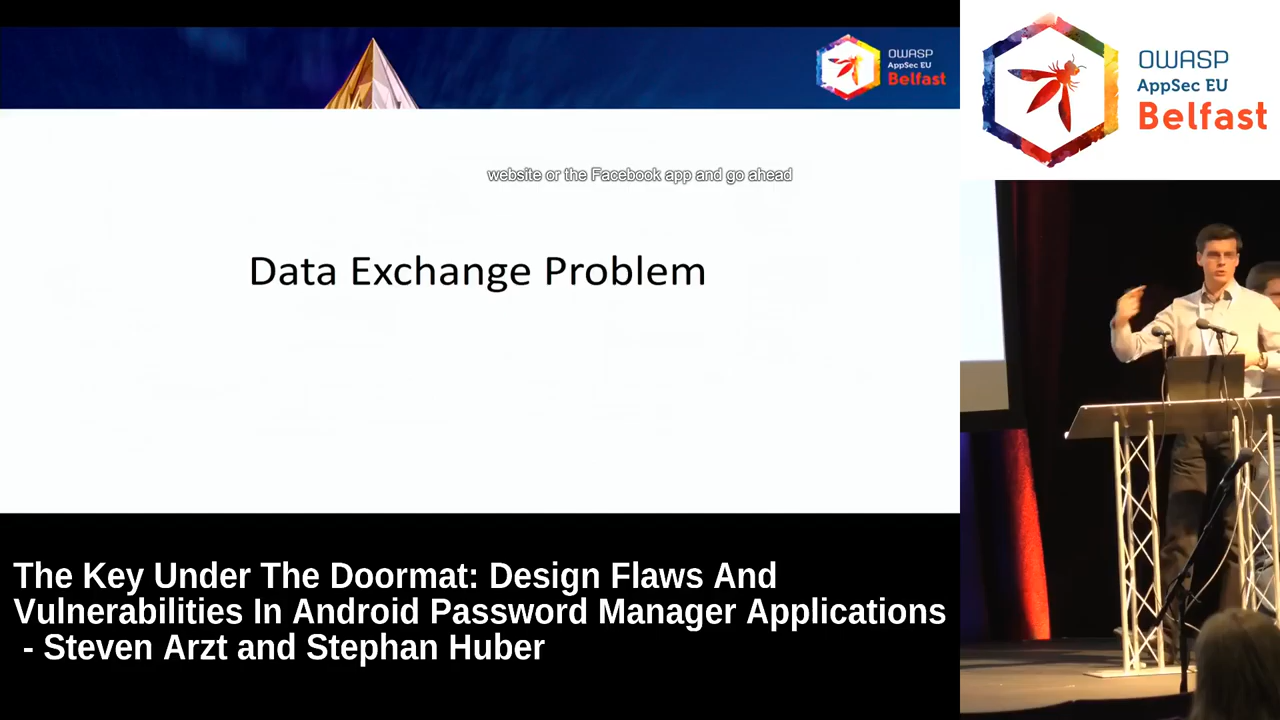 OWASP
AppSec EU
Belfast
OWASP
AppSec EU
Belfast
website or the Facebook app and go ahead
Data Exchange Problem
The Key Under The Doormat: Design Flaws And
Vulnerabilities In Android Password Manager Applications
- Steven Arzt and Stephan Huber